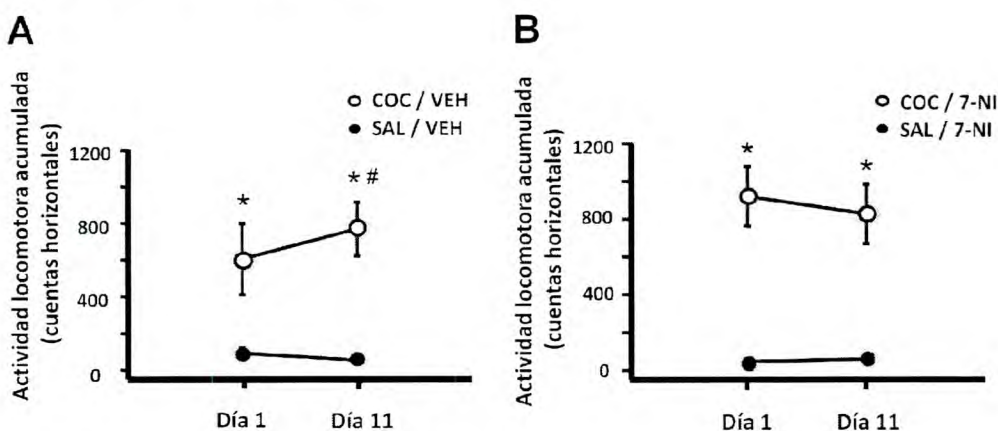 A
COC / VEH
SAL / VEH
Actividad locomotora acumulada
(cuentas horizontales)
1200
800
400
0
*
* #
Día 1
Día 11
B
COC / 7-NI
SAL / 7-NI
Actividad locomotora acumulada
(cuentas horizontales)
1200
800
400
0
*
*
Día 1
Día 11